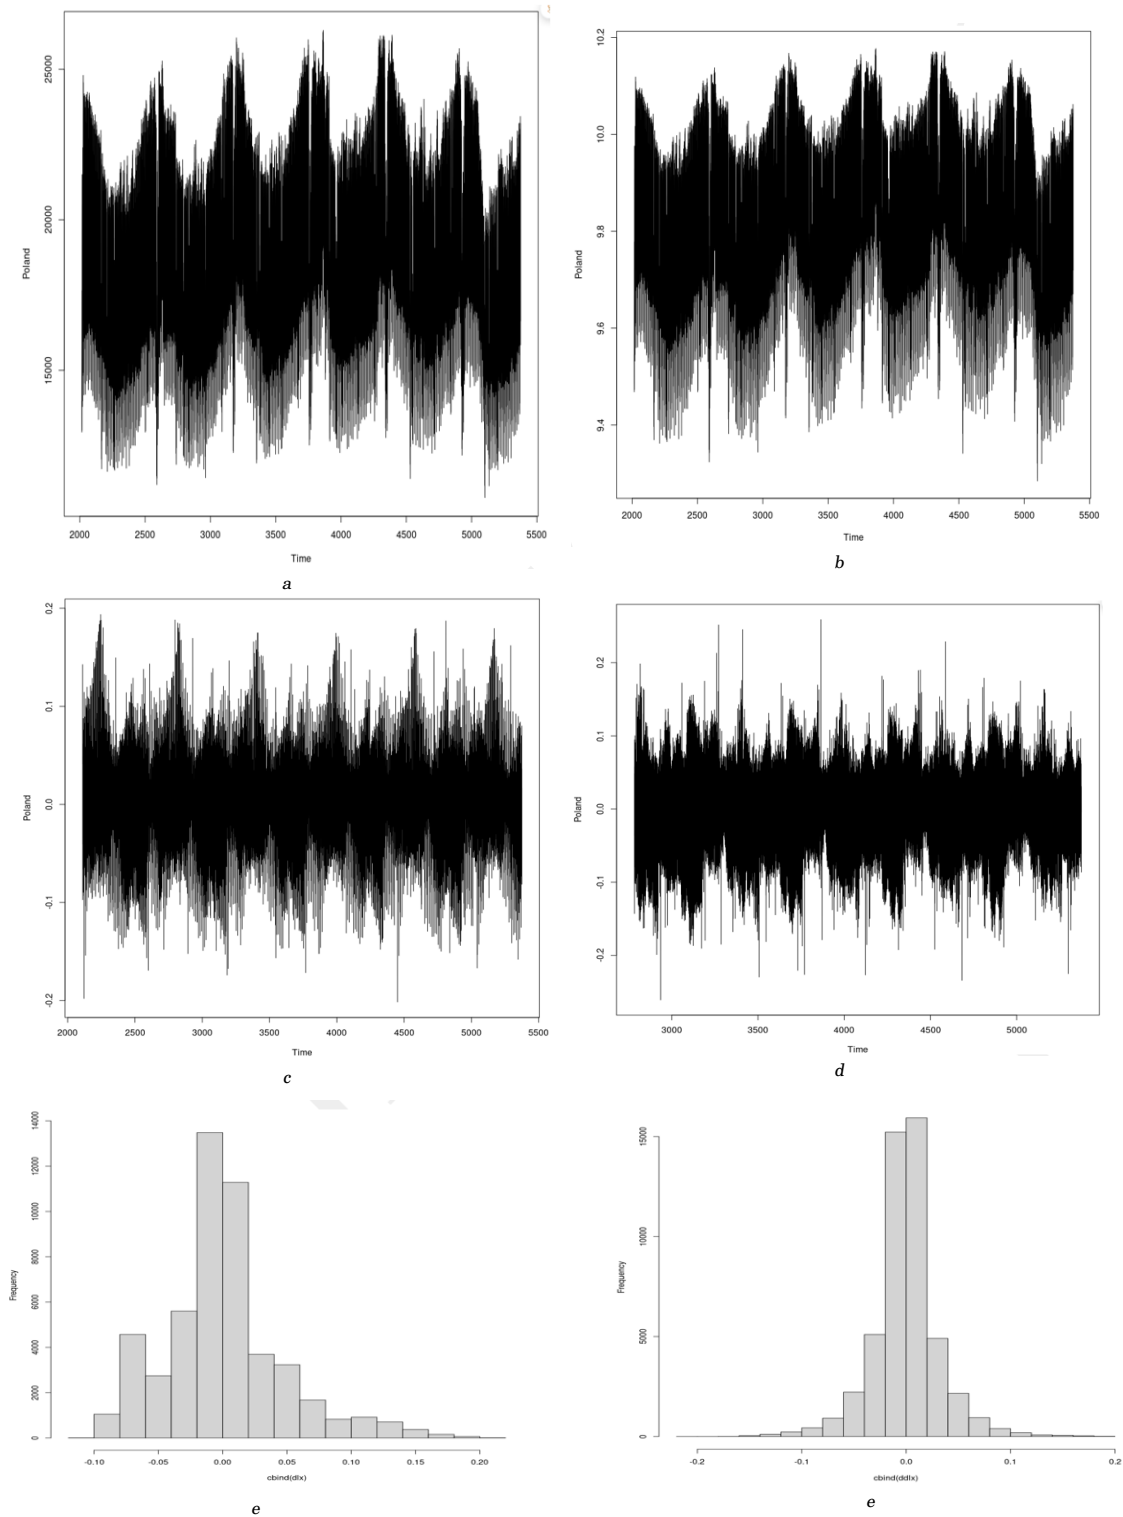 25000
20000
15000
Poland
2000 2500 3000 3500 4000 4500 5000 5500
Time
a
10.2
10.0
9.8
9.6
9.4
Poland
2000 2500 3000 3500 4000 4500 5000 5500
Time
b
0.2
0.1
0.0
-0.1
-0.2
Poland
2000 2500 3000 3500 4000 4500 5000 5500
Time
c
0.2
0.1
0.0
-0.1
-0.2
Poland
3000 3500 4000 4500 5000
Time
d
14000
12000
10000
8000
6000
4000
2000
0
Frequency
-0.10 -0.05 0.00 0.05 0.10 0.15 0.20
cbind(dlx)
e
15000
10000
5000
0
Frequency
-0.2 -0.1 0.0 0.1 0.2
cbind(ddlx)
e